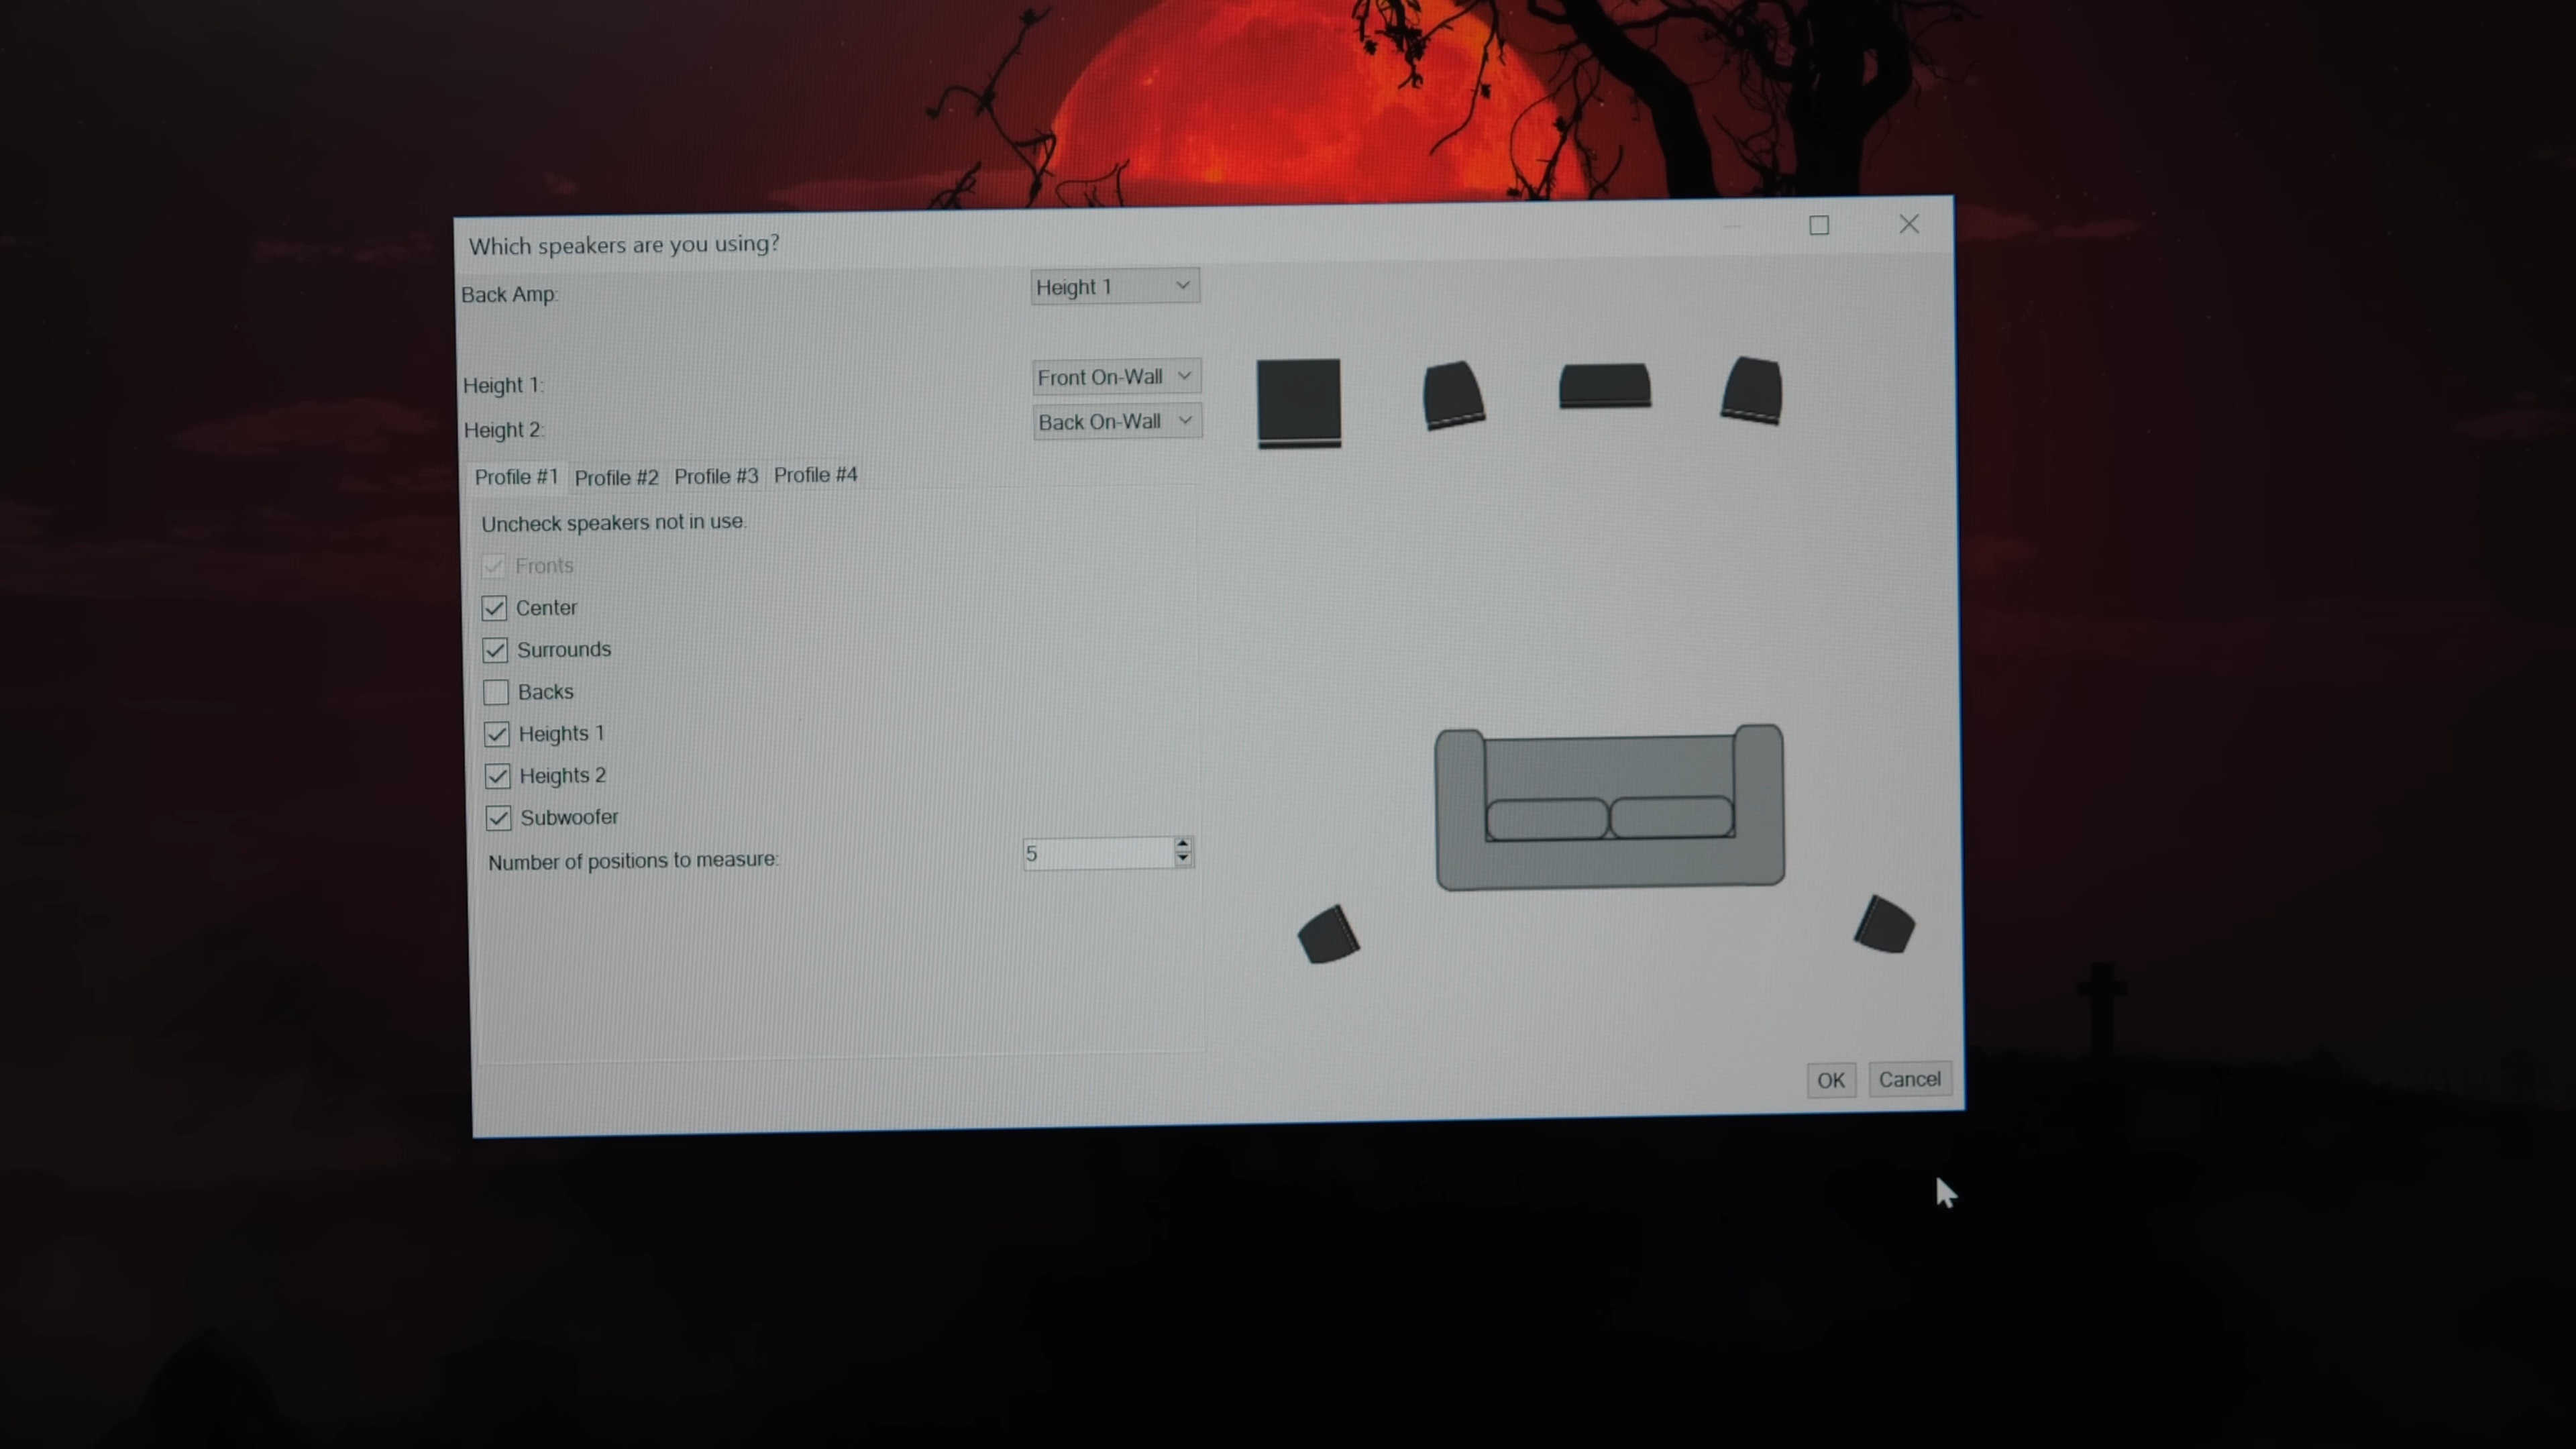 Which speakers are you using?
Back Amp:
Height 1
Height 1:
Front On-Wall
Height 2:
Back On-Wall
Profile #1 Profile #2 Profile #3 Profile #4
Uncheck speakers not in use.
Fronts
Center
Surrounds
Backs
Heights 1
Heights 2
Subwoofer
Number of positions to measure:
5
OK Cancel